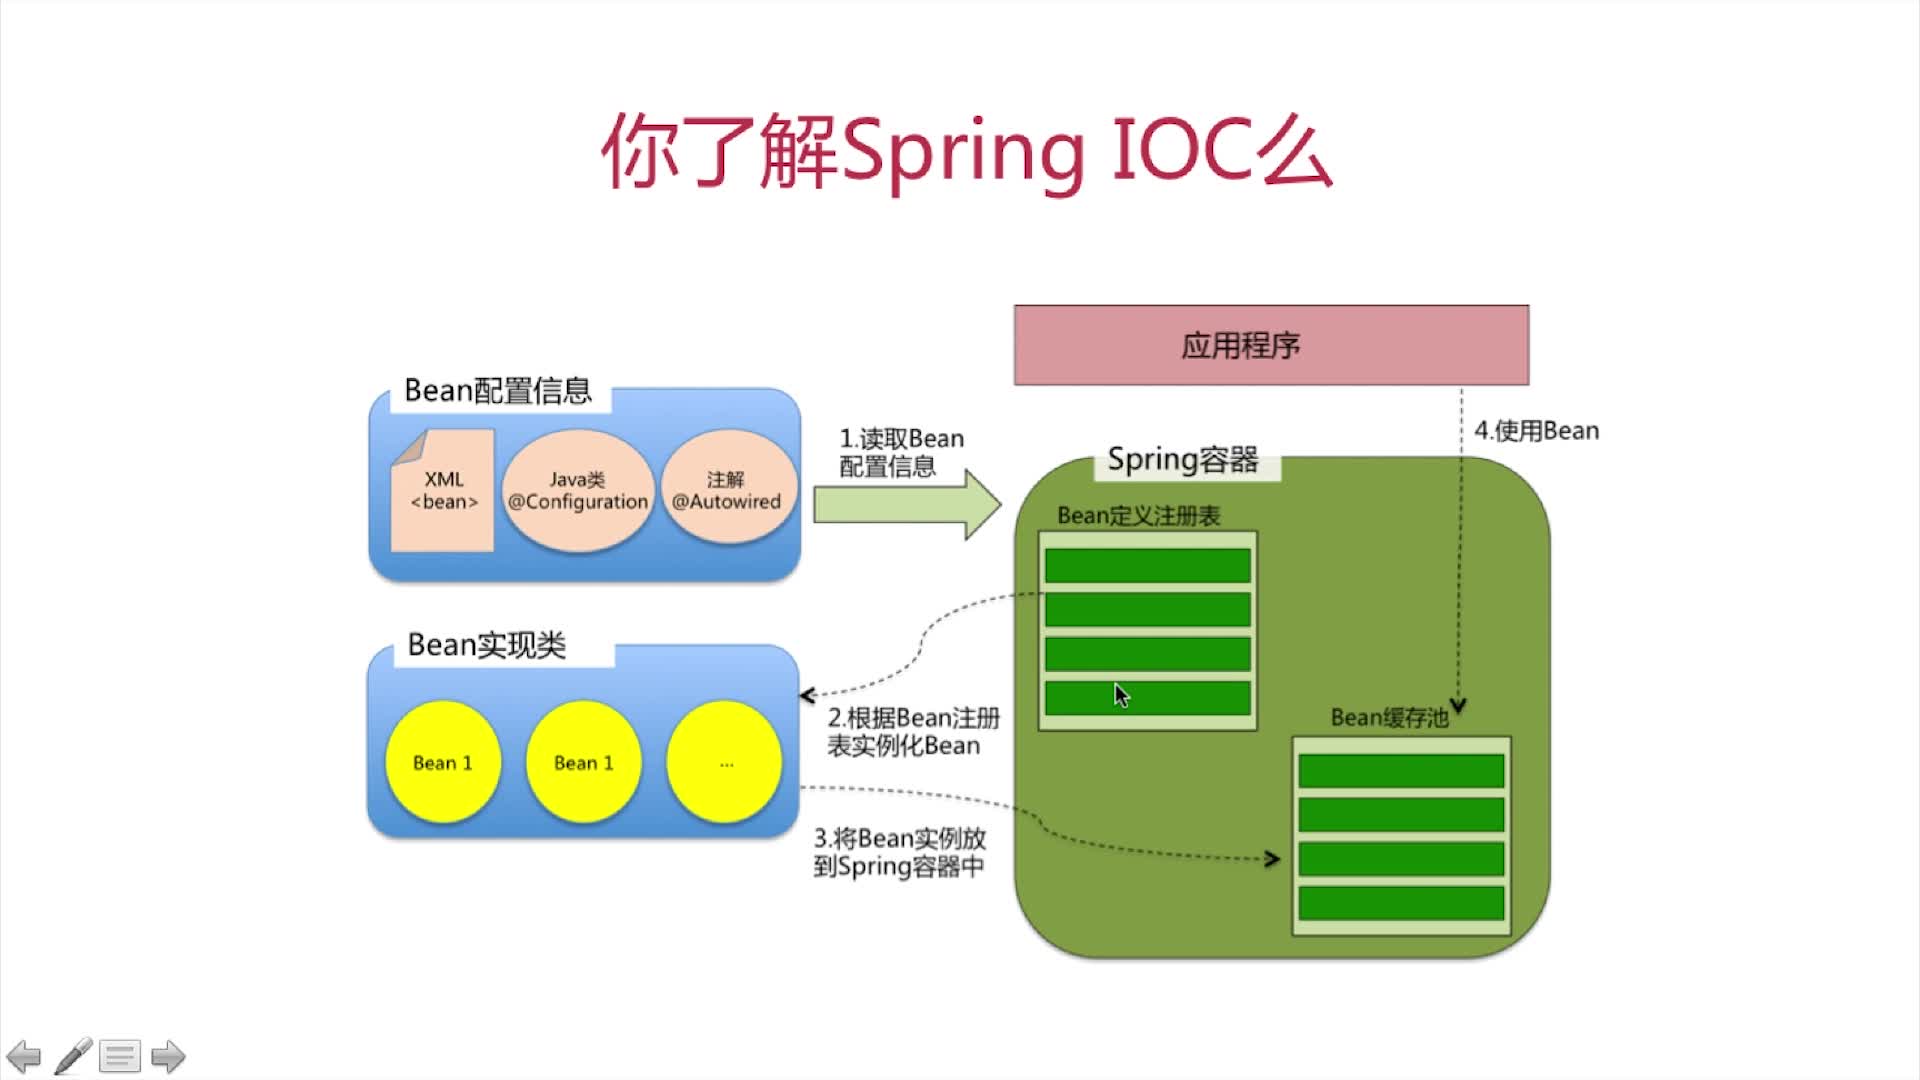 你了解Spring IOC么
应用程序
Bean配置信息
XML
<bean>
Java类
@Configuration
注解
@Autowired
1.读取Bean
配置信息
4.使用Bean
Spring容器
Bean定义注册表
Bean实现类
Bean 1
Bean 1
...
2.根据Bean注册
表实例化Bean
Bean缓存池
3.将Bean实例放
到Spring容器中